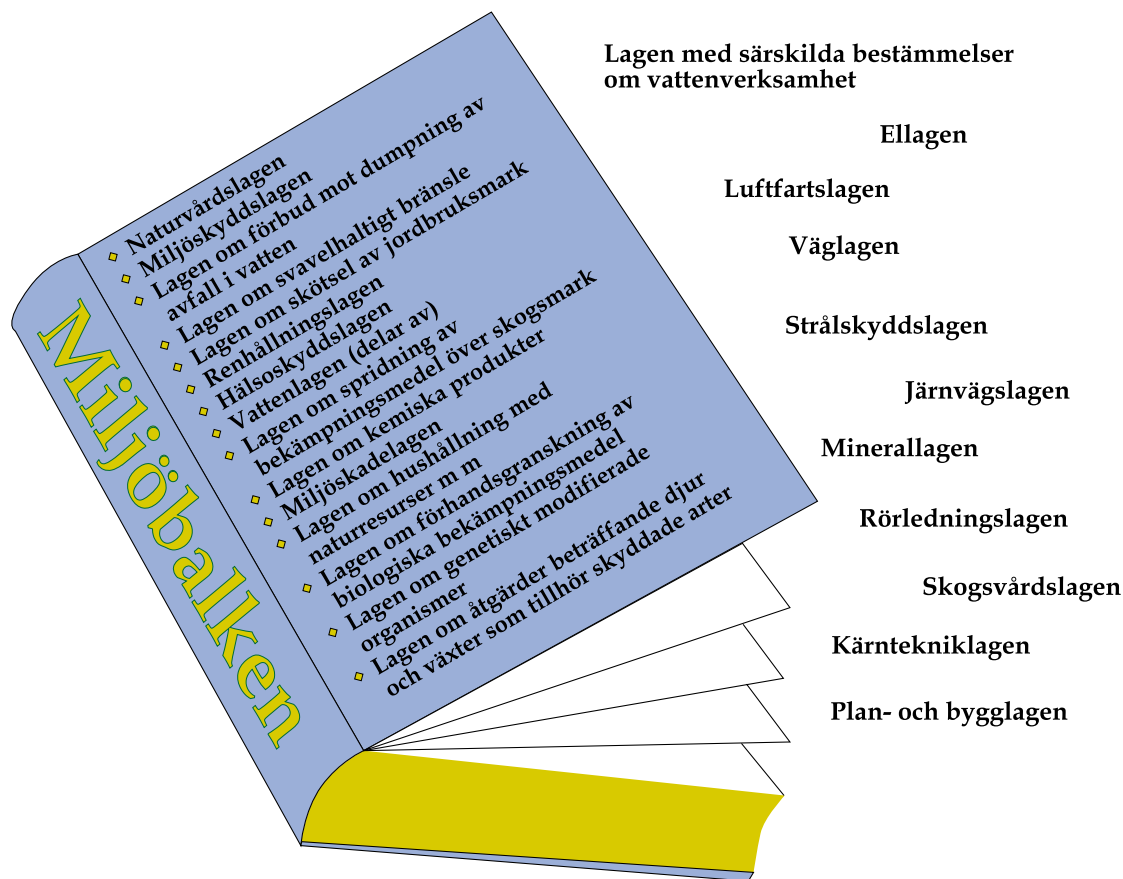 Miljöbalken
Naturvårdslagen
Miljöskyddslagen
Lagen om förbud mot dumpning av
avfall i vatten
Lagen om svavelhaltigt bränsle
Lagen om skötsel av jordbruksmark
Renhållningslagen
Hälsoskyddslagen
Vattenlagen (delar av)
Lagen om spridning av
bekämpningsmedel över skogsmark
Lagen om kemiska produkter
Miljöskadelagen
Lagen om hushållning med
naturresurser m m
Lagen om förhandsgranskning av
biologiska bekämpningsmedel
Lagen om genetiskt modifierade
organismer
Lagen om åtgärder beträffande djur
och växter som tillhör skyddade arter
Lagen med särskilda bestämmelser
om vattenverksamhet
Ellagen
Luftfartslagen
Väglagen
Strålskyddslagen
Järnvägslagen
Minerallagen
Rörledningslagen
Skogsvårdslagen
Kärntekniklagen
Plan- och bygglagen